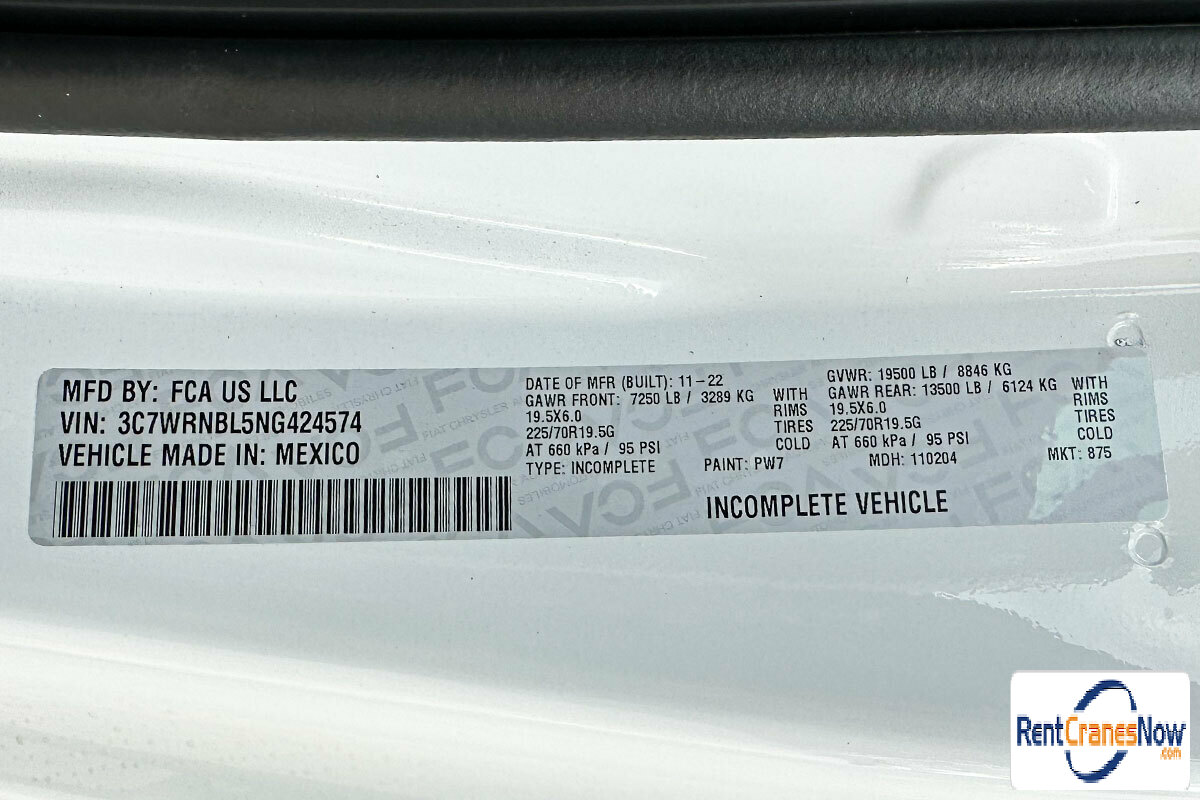 MFD BY: FCA US LLC
VIN: 3C7WRNBL5NG424574
VEHICLE MADE IN: MEXICO
DATE OF MFR (BUILT): 11-22
GAWR FRONT: 7250 LB / 3289 KG WITH
19.5X6.0 RIMS
225/70R19.5G TIRES
AT 660 kPa / 95 PSI COLD
TYPE: INCOMPLETE
GVWR: 19500 LB / 8846 KG
GAWR REAR: 13500 LB / 6124 KG WITH
19.5X6.0 RIMS
225/70R19.5G TIRES
AT 660 kPa / 95 PSI COLD
PAINT: PW7 MDH: 110204 MKT: 875
INCOMPLETE VEHICLE
RentCranesNow
.com